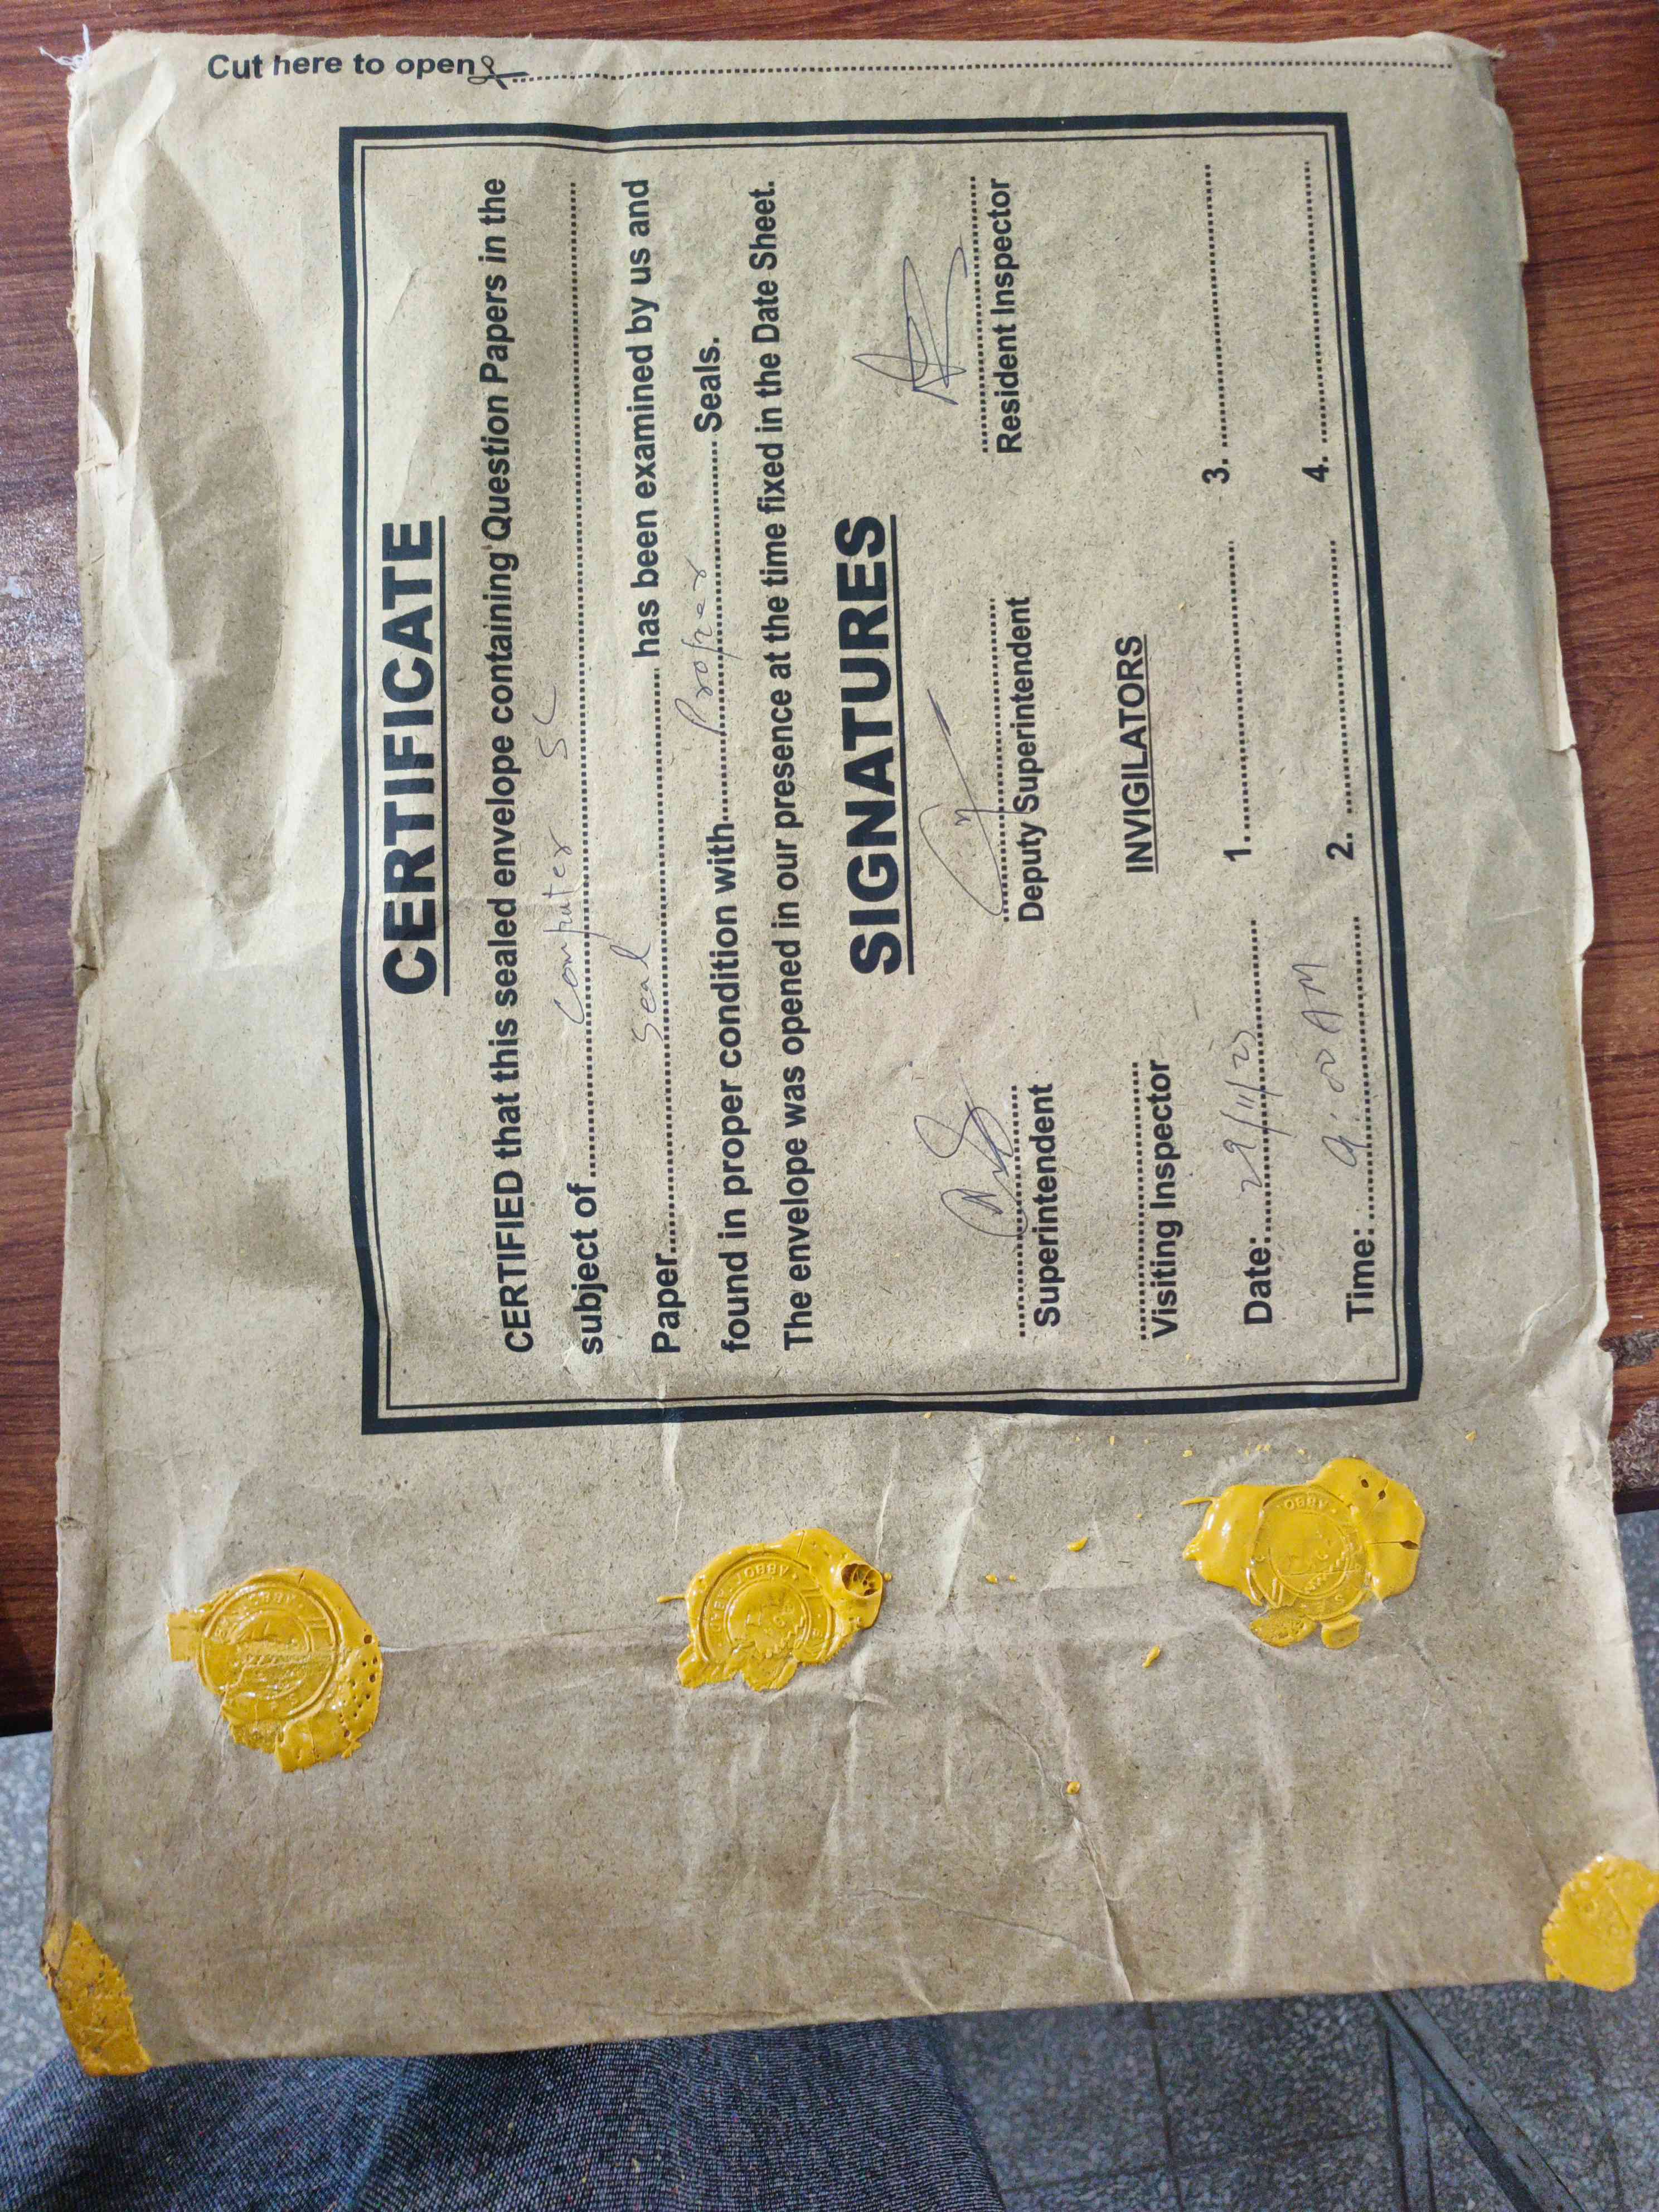 Cut here to open
CERTIFICATE
CERTIFIED that this sealed envelope containing Question Papers in the
subject of Computer SC
Paper Seal has been examined by us and
found in proper condition with Proper Seals.
The envelope was opened in our presence at the time fixed in the Date Sheet.
SIGNATURES
Superintendent Deputy Superintendent Resident Inspector
Visiting Inspector INVIGILATORS
Date: 29/11/23 1. 3.
Time: 9:00 AM 2. 4.